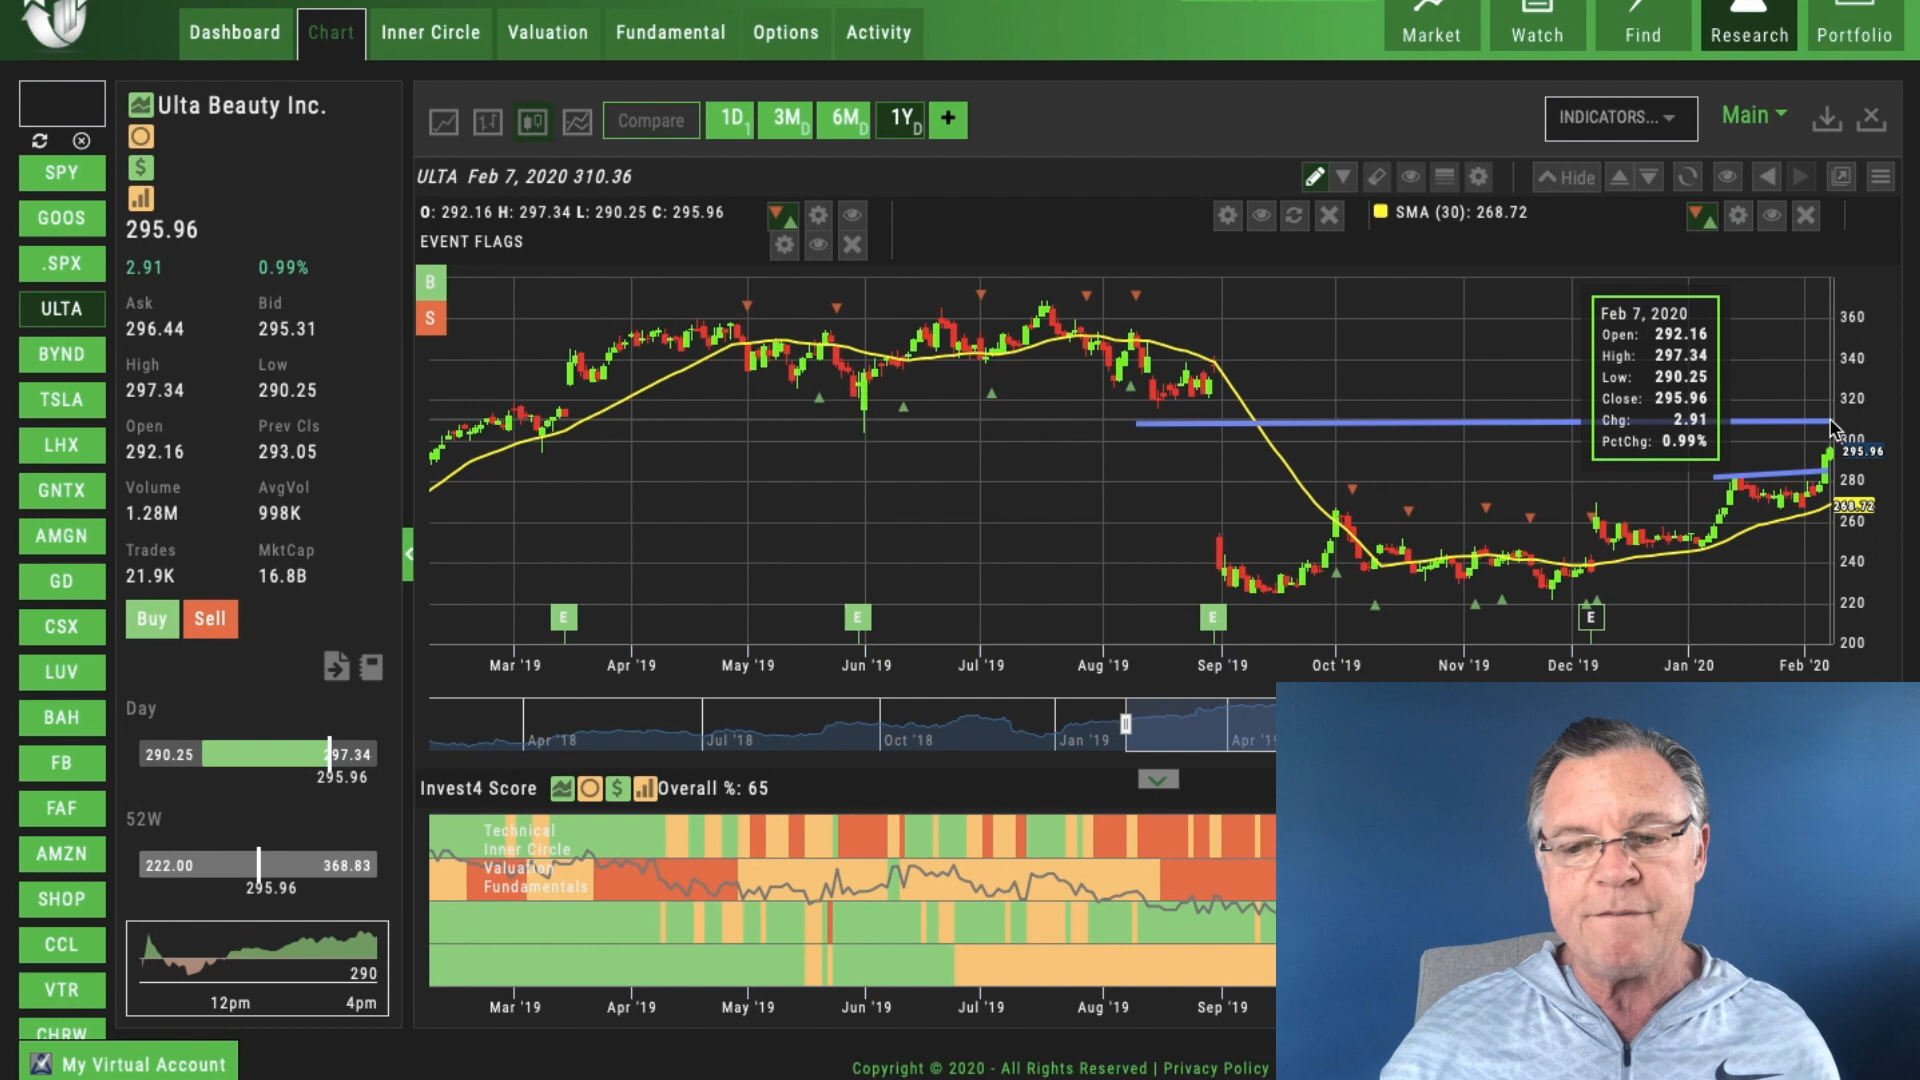 Dashboard
Chart
Inner Circle
Valuation
Fundamental
Options
Activity
Market
Watch
Find
Research
Portfolio
SPY
GOOS
.SPX
ULTA
BYND
TSLA
LHX
GNTX
AMGN
GD
CSX
LUV
BAH
FB
FAF
AMZN
SHOP
CCL
VTR
CHRW
My Virtual Account
Ulta Beauty Inc.
$
295.96
2.91 0.99%
Ask Bid
296.44 295.31
High Low
297.34 290.25
Open Prev Cls
292.16 293.05
Volume AvgVol
1.28M 998K
Trades MktCap
21.9K 16.8B
Buy Sell
Day
290.25 297.34
295.96
52W
222.00 368.83
295.96
290
12pm 4pm
Compare
1D 1
3M D
6M D
1Y D
+
INDICATORS...
Main
ULTA Feb 7, 2020 310.36
Hide
O: 292.16 H: 297.34 L: 290.25 C: 295.96
SMA (30): 268.72
EVENT FLAGS
B
S
Feb 7, 2020
Open: 292.16
High: 297.34
Low: 290.25
Close: 295.96
Chg: 2.91
PctChg: 0.99%
360
340
320
300
295.96
280
268.72
260
240
220
200
E E E E
Mar '19 Apr '19 May '19 Jun '19 Jul '19 Aug '19 Sep '19 Oct '19 Nov '19 Dec '19 Jan '20 Feb '20
Apr '18 Jul '18 Oct '18 Jan '19 Apr '19
Invest4 Score $ Overall %: 65
Technical
Inner Circle
Valuation
Fundamentals
Mar '19 Apr '19 May '19 Jun '19 Jul '19 Aug '19 Sep '19
Copyright © 2020 - All Rights Reserved | Privacy Policy